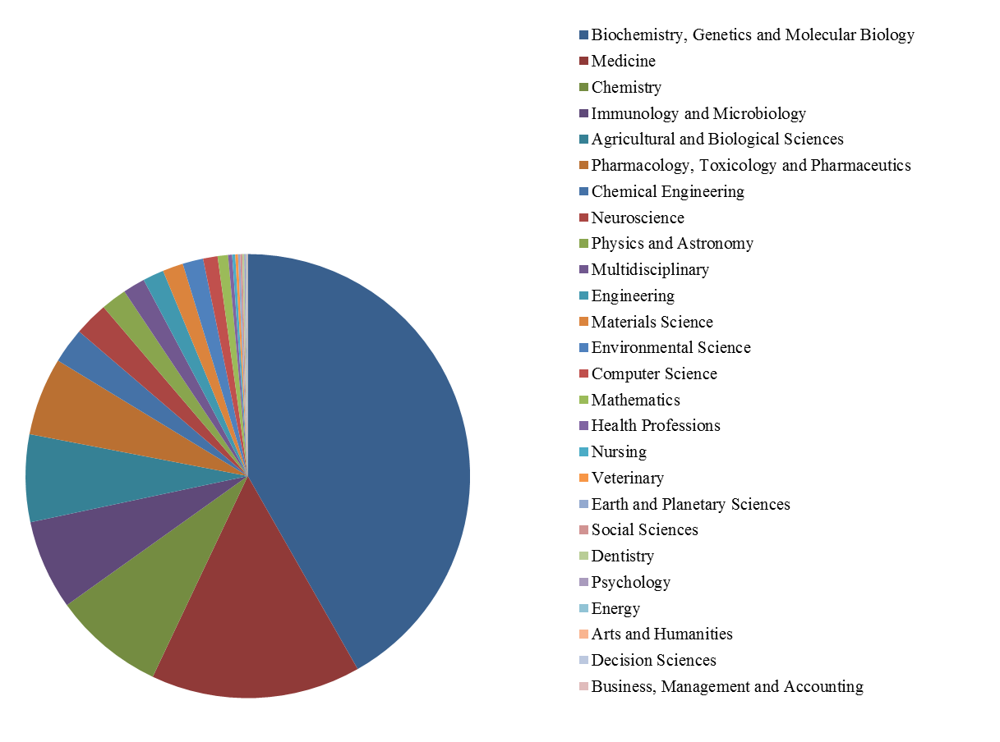 Biochemistry, Genetics and Molecular Biology
Medicine
Chemistry
Immunology and Microbiology
Agricultural and Biological Sciences
Pharmacology, Toxicology and Pharmaceutics
Chemical Engineering
Neuroscience
Physics and Astronomy
Multidisciplinary
Engineering
Materials Science
Environmental Science
Computer Science
Mathematics
Health Professions
Nursing
Veterinary
Earth and Planetary Sciences
Social Sciences
Dentistry
Psychology
Energy
Arts and Humanities
Decision Sciences
Business, Management and Accounting